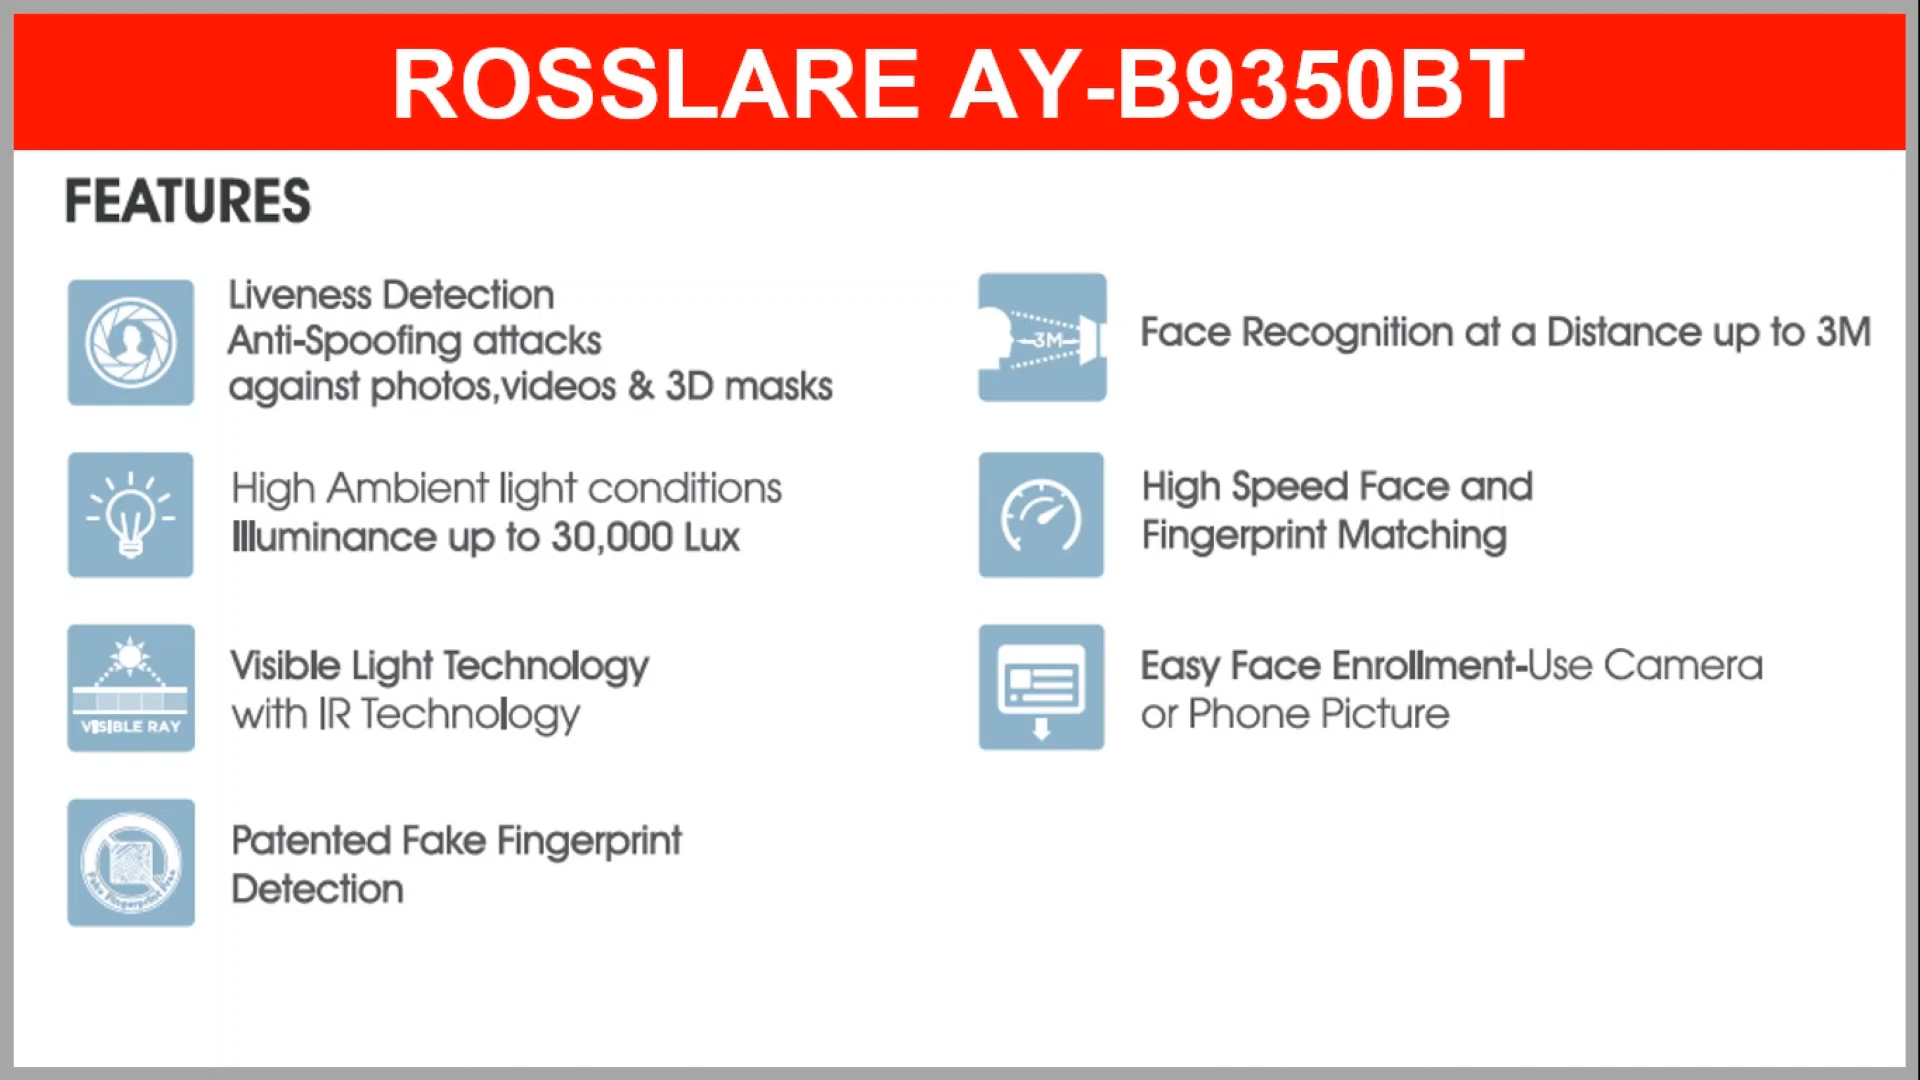 ROSSLARE AY-B9350BT
FEATURES
Liveness Detection
Anti-Spoofing attacks
against photos,videos & 3D masks
High Ambient light conditions
Illuminance up to 30,000 Lux
VISIBLE RAY
Visible Light Technology
with IR Technology
Fake Fingerprint Free
Patented Fake Fingerprint
Detection
3M
Face Recognition at a Distance up to 3M
High Speed Face and
Fingerprint Matching
Easy Face Enrollment-Use Camera
or Phone Picture